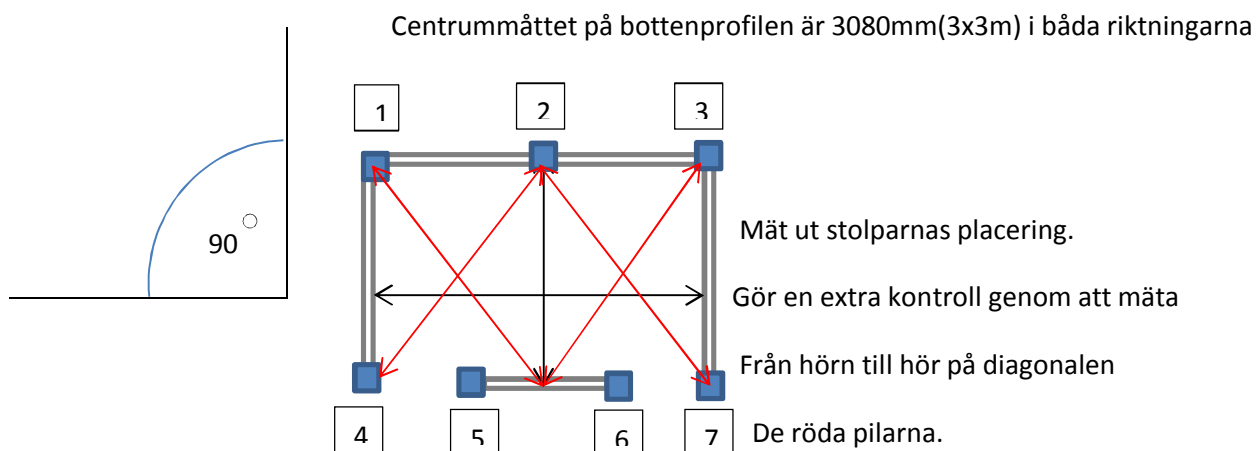 Centrummåttet på bottenprofilen är 3080mm(3x3m) i båda riktningarna
1 2 3
Mät ut stolparnas placering.
90○
Gör en extra kontroll genom att mäta
Från hörn till hör på diagonalen
4 5 6 7
De röda pilarna.